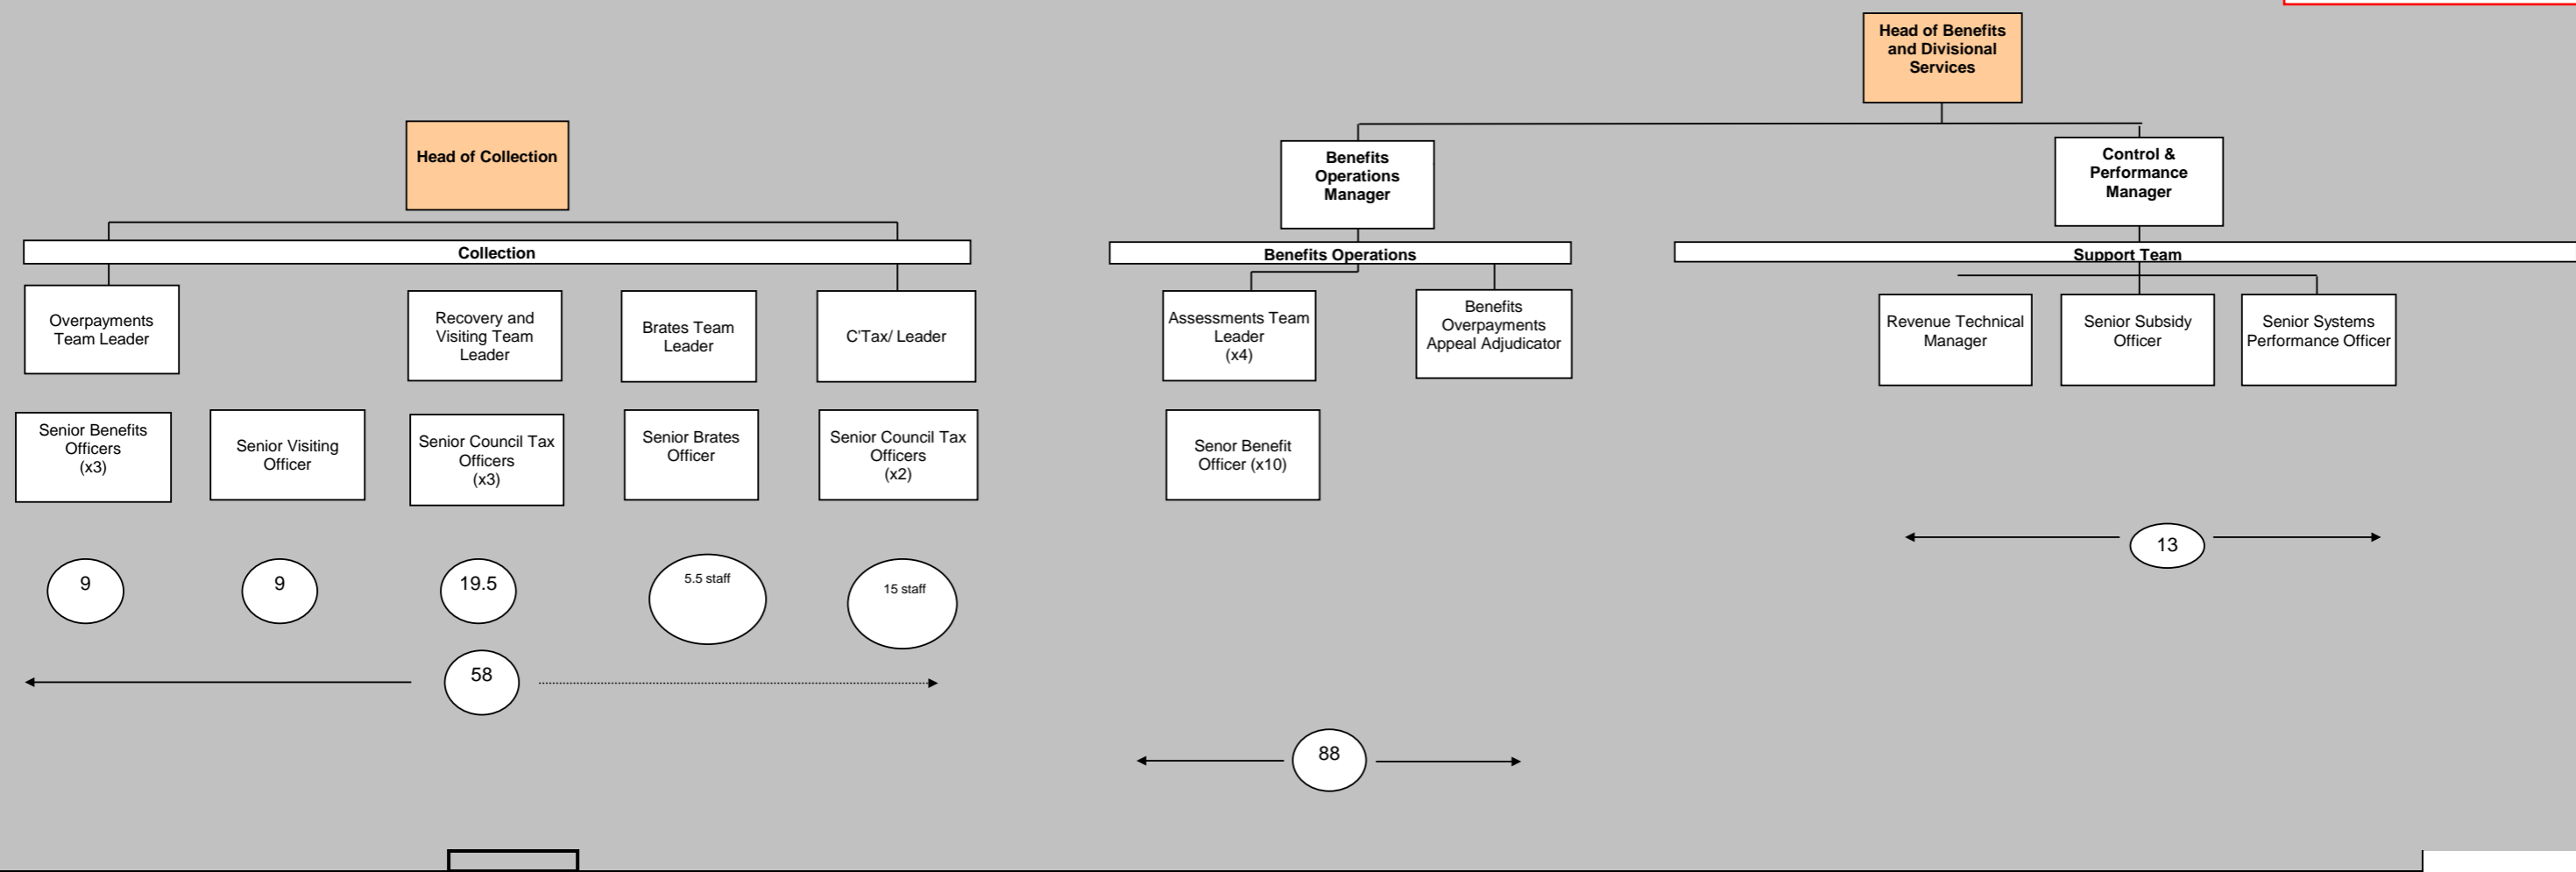 Head of Benefits
and Divisional
Services
Head of Collection
Benefits
Operations
Manager
Control &
Performance
Manager
Collection
Benefits Operations
Support Team
Overpayments
Team Leader
Recovery and
Visiting Team
Leader
Brates Team
Leader
C'Tax/ Leader
Assessments Team
Leader
(x4)
Benefits
Overpayments
Appeal Adjudicator
Revenue Technical
Manager
Senior Subsidy
Officer
Senior Systems
Performance Officer
Senior Benefits
Officers
(x3)
Senior Visiting
Officer
Senior Council Tax
Officers
(x3)
Senior Brates
Officer
Senior Council Tax
Officers
(x2)
Senor Benefit
Officer (x10)
13
9
9
19.5
5.5 staff
15 staff
58
88